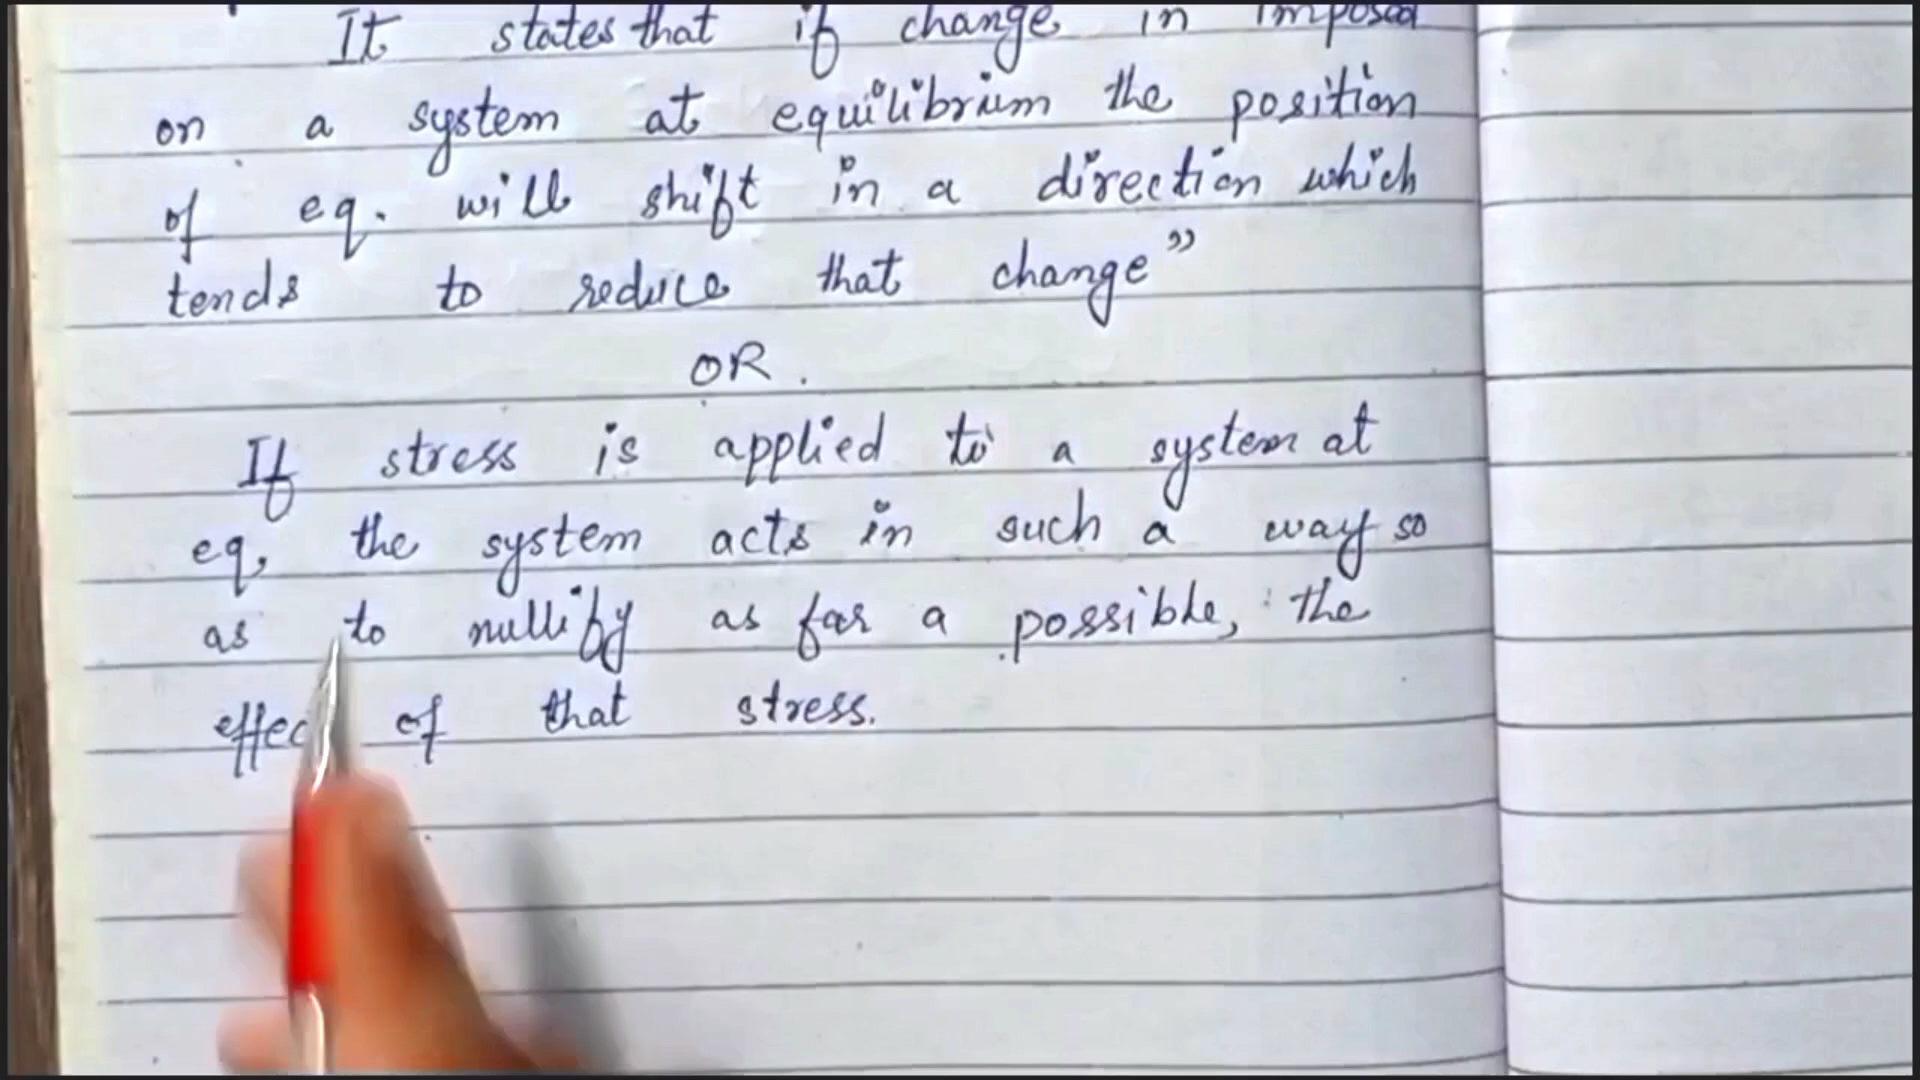 It states that if change in imposed
on a system at equilibrium the position
of eq. will shift in a direction which
tends to reduce that change”
OR.
If stress is applied to a system at
eq, the system acts in such a way so
as to nullify as far a possible, the
effec of that stress.